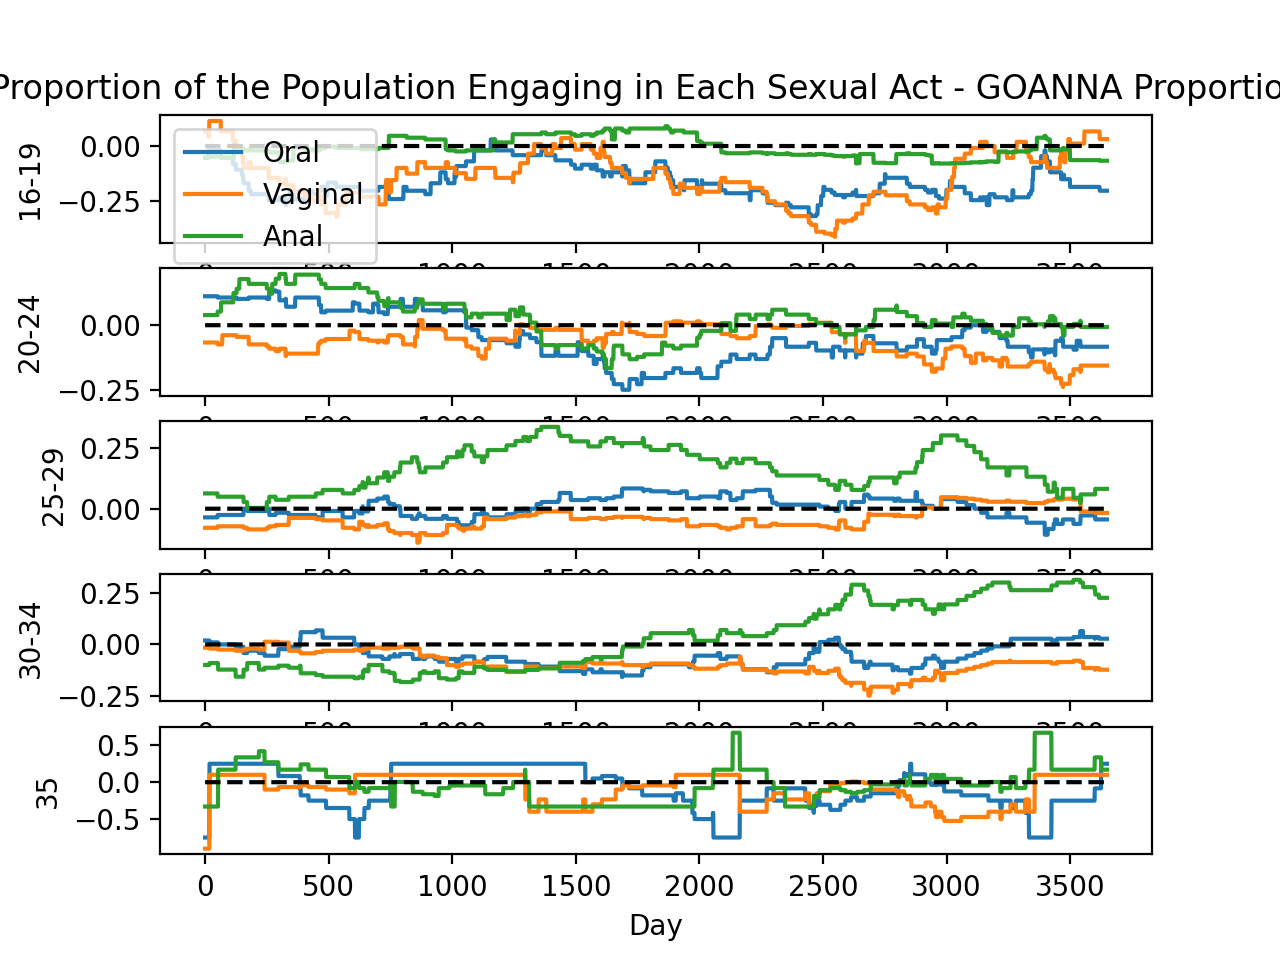 Proportion of the Population Engaging in Each Sexual Act - GOANNA Proportio
Oral
Vaginal
Anal
16-19
0.00
−0.25
20-24
0.00
−0.25
25-29
0.25
0.00
30-34
0.25
0.00
−0.25
35
0.5
0.0
−0.5
0 500 1000 1500 2000 2500 3000 3500
Day